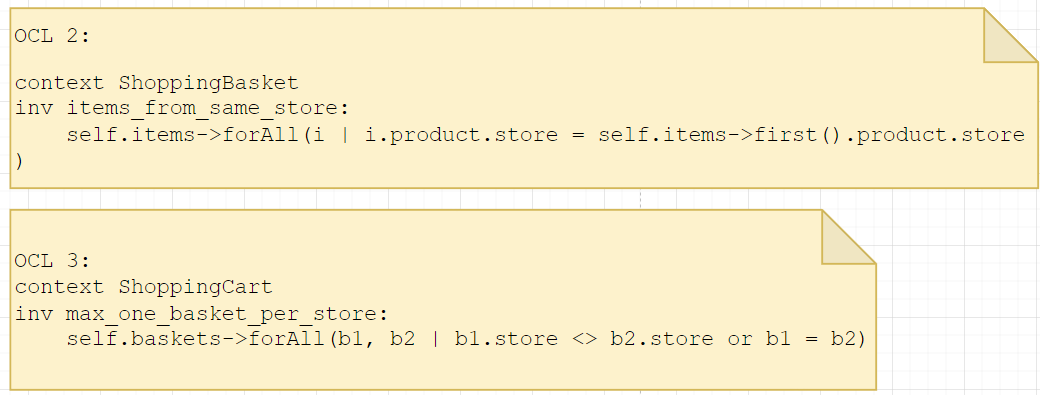 OCL 2:
context ShoppingBasket
inv items_from_same_store:
    self.items->forAll(i | i.product.store = self.items->first().product.store
)
OCL 3:
context ShoppingCart
inv max_one_basket_per_store:
    self.baskets->forAll(b1, b2 | b1.store <> b2.store or b1 = b2)